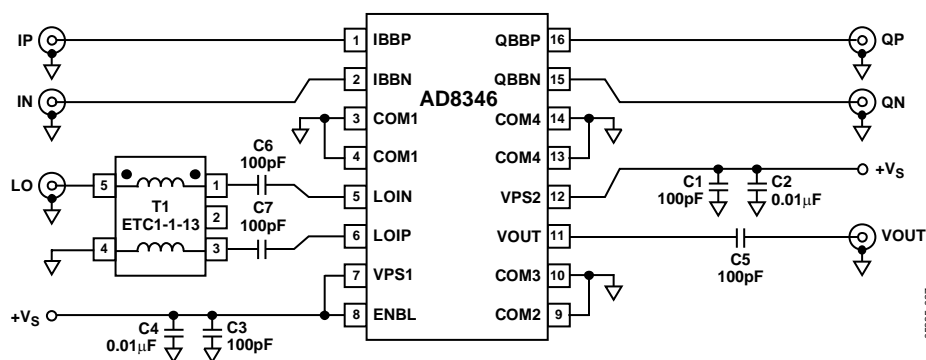 IP
IN
LO
+VS
5
4
1
2
3
T1
ETC1-1-13
C6
100pF
C7
100pF
C4
0.01µF
C3
100pF
AD8346
1 IBBP
2 IBBN
3 COM1
4 COM1
5 LOIN
6 LOIP
7 VPS1
8 ENBL
QBBP 16
QBBN 15
COM4 14
COM4 13
VPS2 12
VOUT 11
COM3 10
COM2 9
QP
QN
C1
100pF
C2
0.01µF
+VS
C5
100pF
VOUT